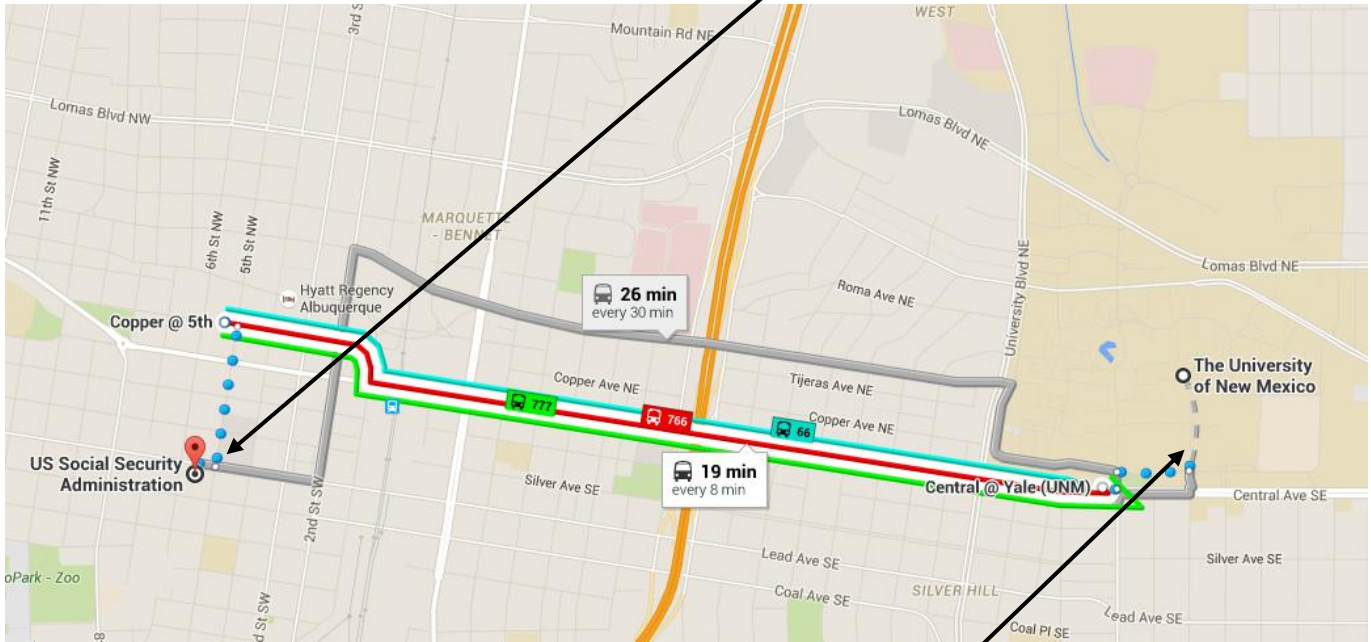 WEST
3rd S
Mountain Rd NE
Lomas Blvd NW
Lomas Blvd NE
11th St NW
6th St NW
5th St NW
MARQUETTE
- BENNET
University Blvd NE
Lomas Blvd NE
Hyatt Regency
Albuquerque
26 min
every 30 min
Roma Ave NE
Copper @ 5th
The University
of New Mexico
Copper Ave NE
Tijeras Ave NE
777
766
Copper Ave NE
66
US Social Security
Administration
19 min
every 8 min
Silver Ave SE
Central @ Yale (UNM)
Central Ave SE
2nd St SW
Lead Ave SE
Silver Ave SE
oPark - Zoo
Coal Ave SE
SILVER HILL
Lead Ave SE
d St SW
8
Coal Pl SE